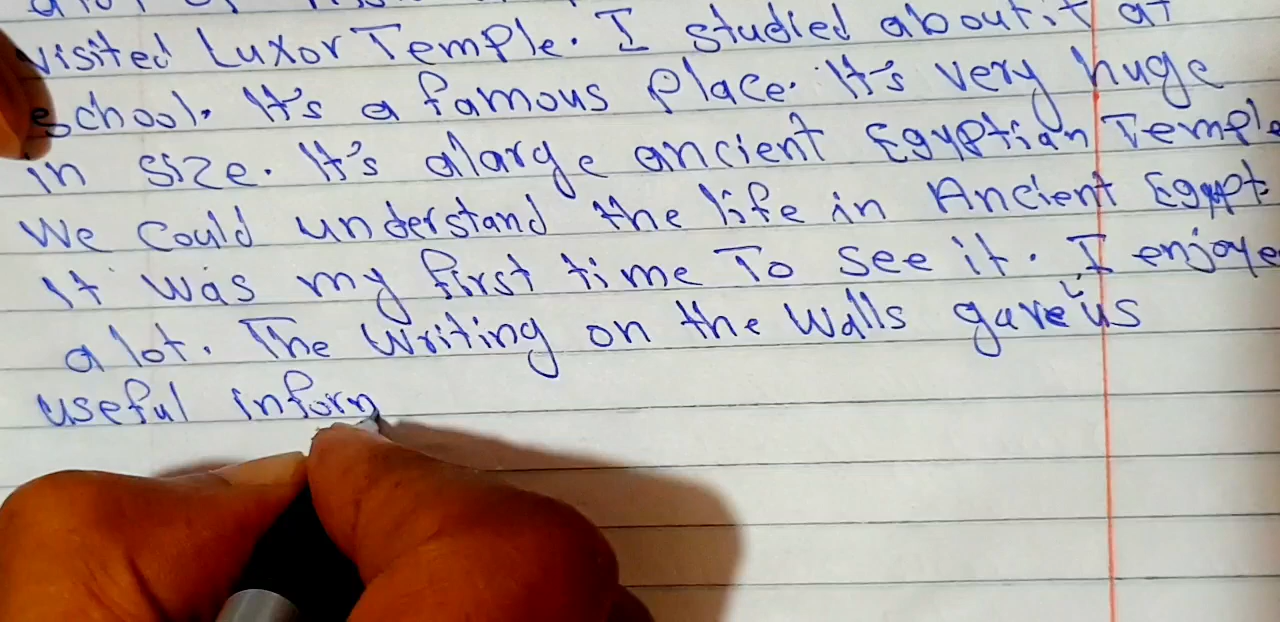 visited Luxor Temple. I studied about it at
school. It's a famous place. It's very huge
in size. It's alarge ancient Egyptian Temple
We Could understand the life in Ancient Egypt
It was my first time To see it. I enjoye
a lot. The writing on the walls gave us
useful inform